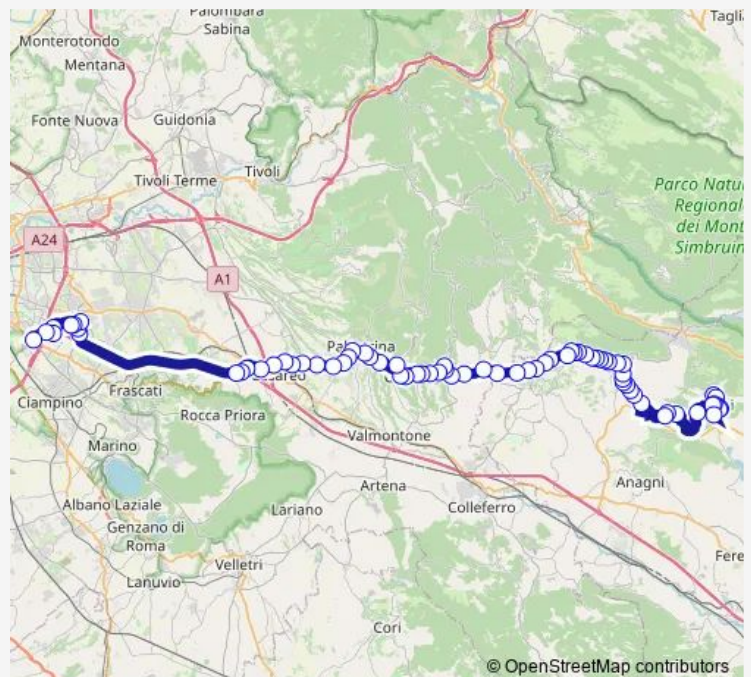 Palombara
Sabina
Taglia
Monterotondo
Mentana
Fonte Nuova
Guidonia
Tivoli Terme
Tivoli
Parco Natur
Regional
dei Mont
Simbruin
A24
A1
Frascati
Ciampino
Rocca Priora
Valmontone
Marino
Artena
Anagni
Colleferro
Albano Laziale
Lariano
Genzano di
Roma
Fere
Velletri
Lanuvio
Cori
© OpenStreetMap contributors